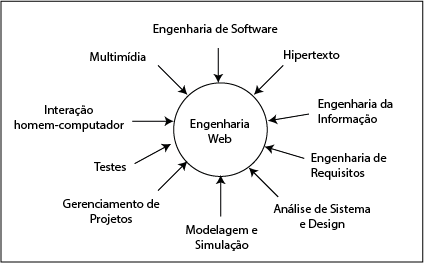 Engenharia de Software
Multimídia
Hipertexto
Interação
homem-computador
Engenharia
Web
Engenharia da
Informação
Testes
Engenharia de
Requisitos
Gerenciamento de
Projetos
Modelagem e
Simulação
Análise de Sistema
e Design